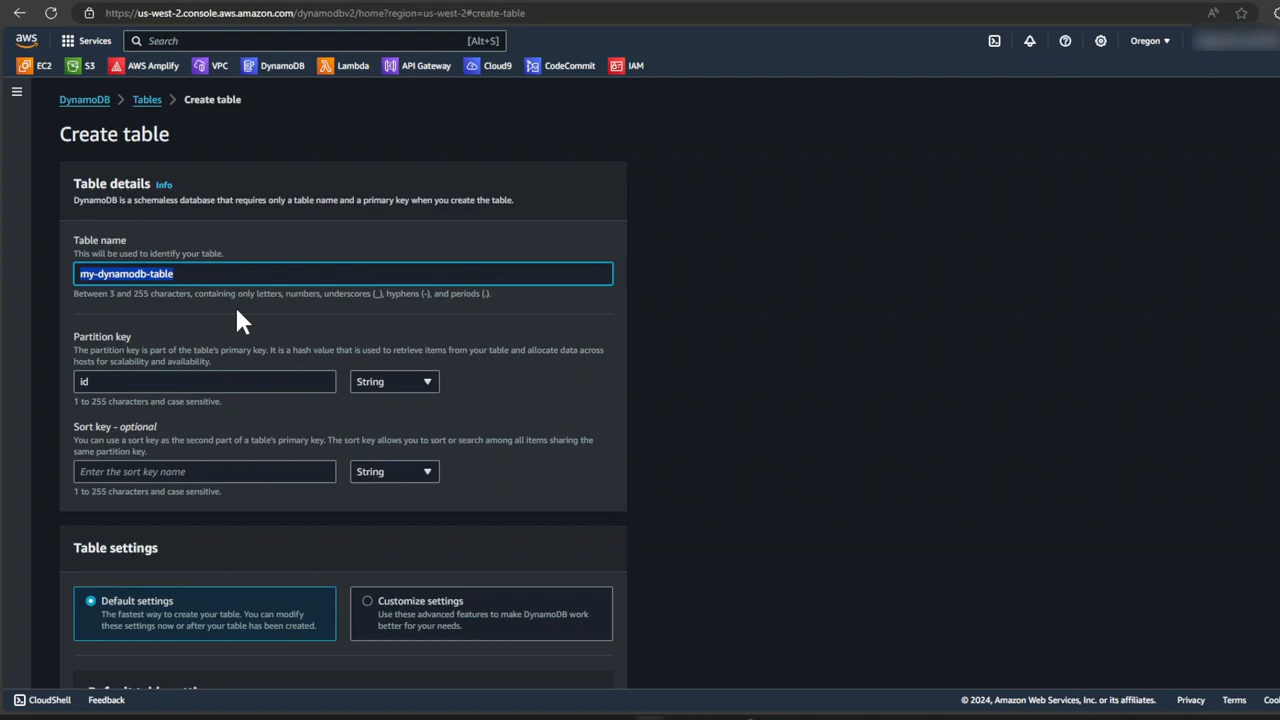 https://us-west-2.console.aws.amazon.com/dynamodbv2/home?region=us-west-2#create-table
aws Services Search [Alt+S] Oregon
EC2 S3 AWS Amplify VPC DynamoDB Lambda API Gateway Cloud9 CodeCommit IAM
DynamoDB Tables Create table
Create table
Table details Info
DynamoDB is a schemaless database that requires only a table name and a primary key when you create the table.
Table name
This will be used to identify your table.
my-dynamodb-table
Between 3 and 255 characters, containing only letters, numbers, underscores (_), hyphens (-), and periods (.).
Partition key
The partition key is part of the table's primary key. It is a hash value that is used to retrieve items from your table and allocate data across
hosts for scalability and availability.
id String
1 to 255 characters and case sensitive.
Sort key - optional
You can use a sort key as the second part of a table's primary key. The sort key allows you to sort or search among all items sharing the
same partition key.
Enter the sort key name String
1 to 255 characters and case sensitive.
Table settings
Default settings
The fastest way to create your table. You can modify
these settings now or after your table has been created.
Customize settings
Use these advanced features to make DynamoDB work
better for your needs.
CloudShell Feedback © 2024, Amazon Web Services, Inc. or its affiliates. Privacy Terms